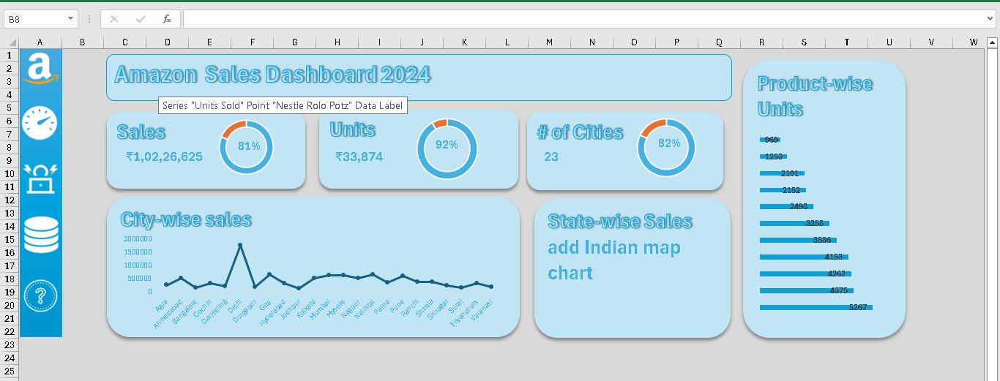 B8
fx
A B C D E F G H I J K L M N O P Q R S T U V W
1
2
3
4
5
6
7
8
9
10
11
12
13
14
15
16
17
18
19
20
21
22
23
24
25
a
?
Amazon Sales Dashboard 2024
Series "Units Sold" Point "Nestle Rolo Potz" Data Label
Sales
₹1,02,26,625
81%
Units
₹33,874
92%
# of Cities
23
82%
City-wise sales
2000000
1500000
1000000
500000
0
Agra
Ahmedabad
Bangalore
Cochin
Darjeeling
Delhi
Durgapur
Goa
Hyderabad
Jodhpur
Kolkata
Mumbai
Mysore
Nagpur
Nainital
Patna
Pune
Ranchi
Shimla
Srinagar
Surat
Trivandrum
Varanasi
State-wise Sales
add Indian map
chart
Product-wise
Units
969
1253
2101
2152
2498
3258
3586
4153
4262
4375
5267